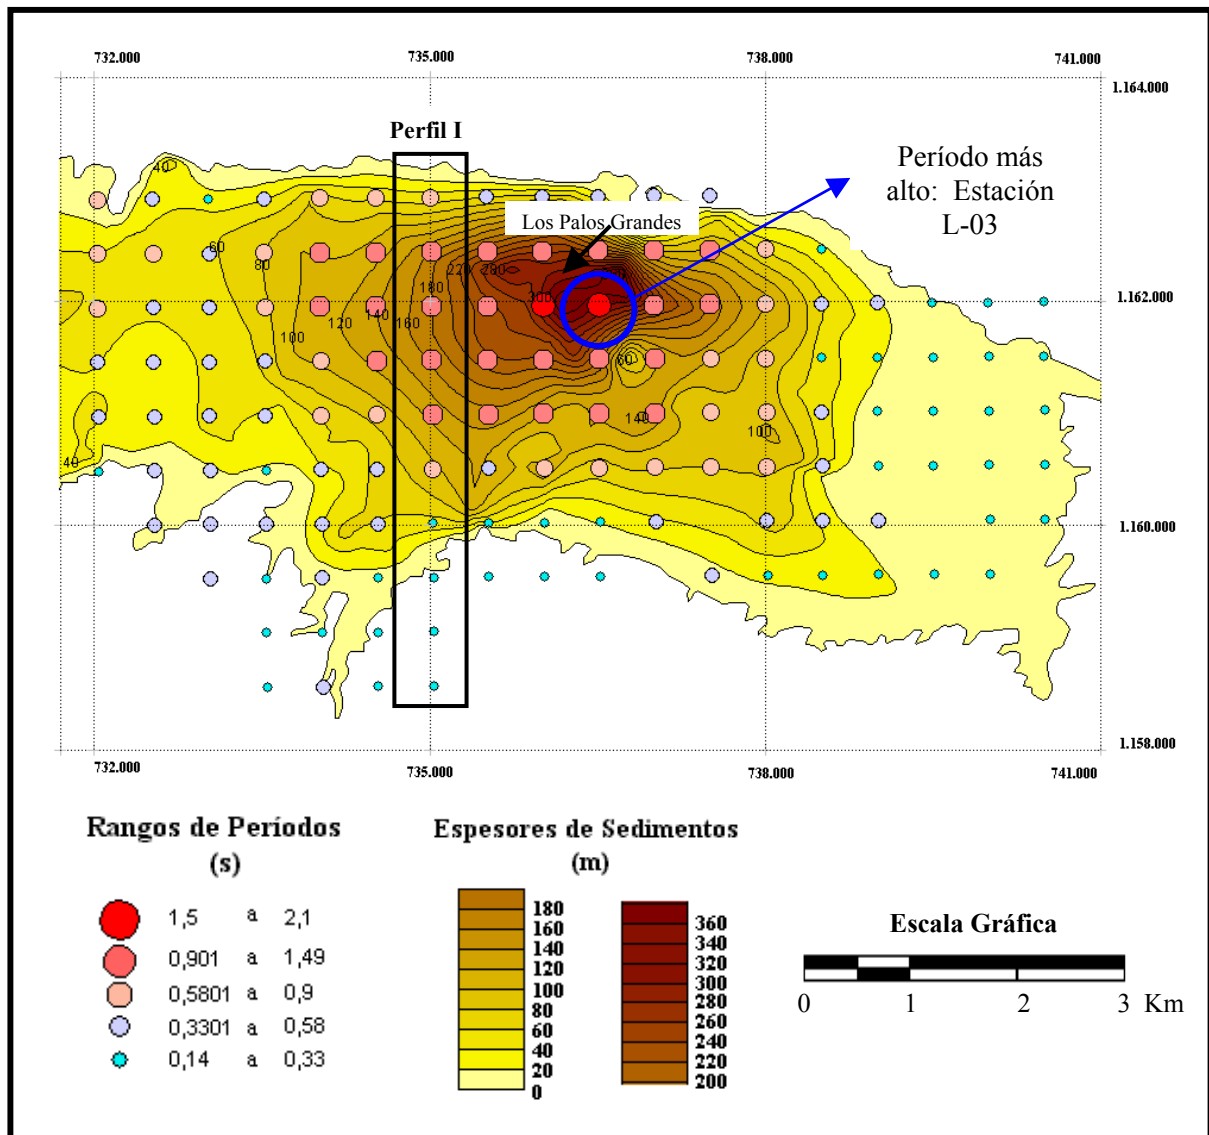 732.000
735.000
738.000
741.000
1.164.000
Perfil I
Período más
alto: Estación
L-03
Los Palos Grandes
40
60
80
220
280
180
300
100
120
140
160
60
140
100
40
1.162.000
1.160.000
1.158.000
732.000
735.000
738.000
741.000
Rangos de Períodos
(s)
1,5 a 2,1
0,901 a 1,49
0,5801 a 0,9
0,3301 a 0,58
0,14 a 0,33
Espesores de Sedimentos
(m)
180
160
140
120
100
80
60
40
20
0
360
340
320
300
280
260
240
220
200
Escala Gráfica
0 1 2 3 Km